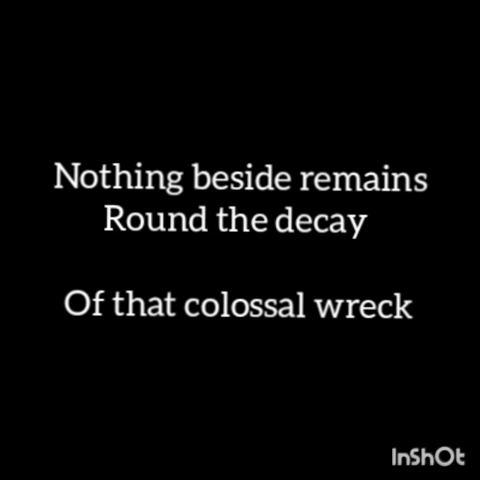 Nothing beside remains
Round the decay
Of that colossal wreck
InShOt